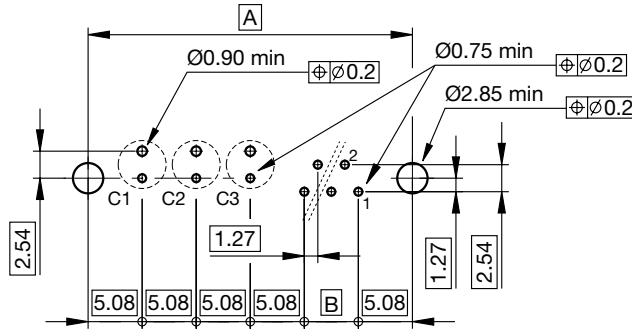 A
Ø0.90 min
⌖ Ø0.2
Ø0.75 min
⌖ Ø0.2
Ø2.85 min
⌖ Ø0.2
2
C1 C2 C3
1
2.54
1.27
1.27
2.54
5.08 5.08 5.08 5.08 B 5.08